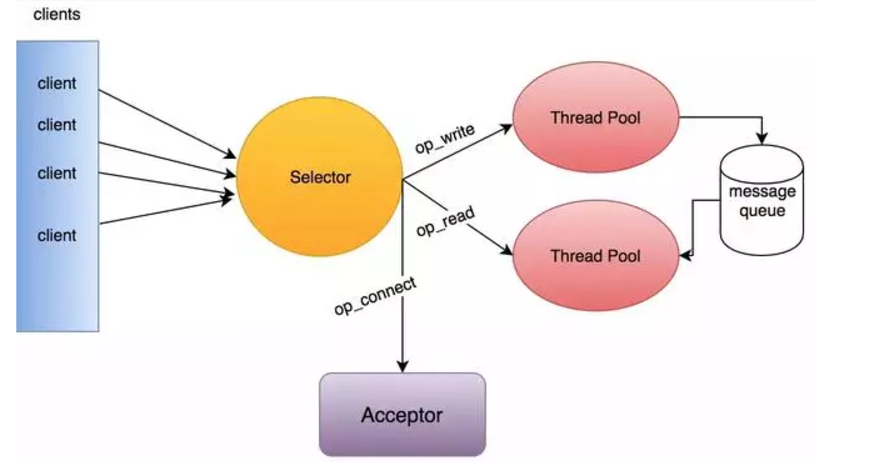 clients
client
client
client
client
Selector
op_write
op_read
op_connect
Thread Pool
Thread Pool
message
queue
Acceptor